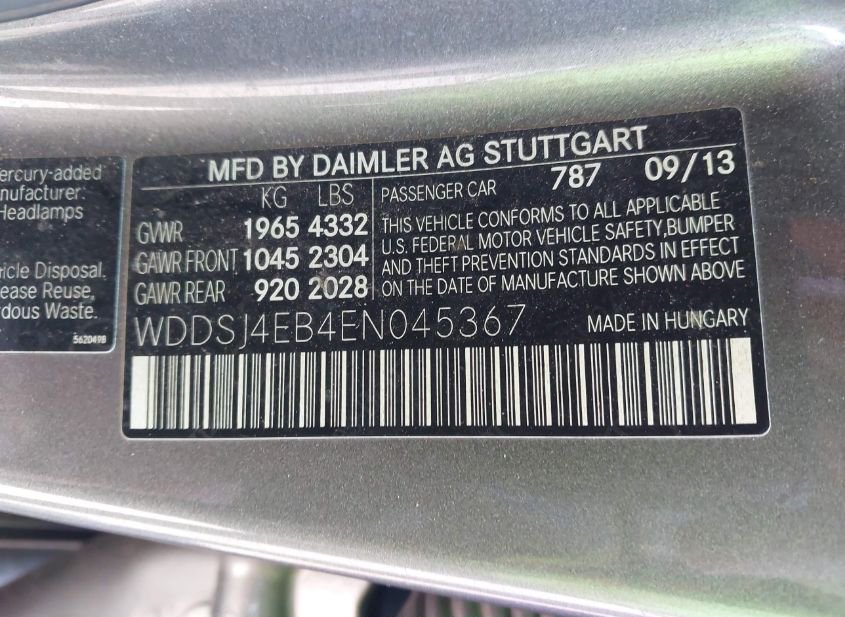 ercury-added
nufacturer.
Headlamps
icle Disposal.
ease Reuse,
dous Waste.
5620498
MFD BY DAIMLER AG STUTTGART
KG LBS
GVWR 1965 4332
GAWR FRONT 1045 2304
GAWR REAR 920 2028
PASSENGER CAR 787 09/13
THIS VEHICLE CONFORMS TO ALL APPLICABLE
U.S. FEDERAL MOTOR VEHICLE SAFETY,BUMPER
AND THEFT PREVENTION STANDARDS IN EFFECT
ON THE DATE OF MANUFACTURE SHOWN ABOVE
WDDSJ4EB4EN045367
MADE IN HUNGARY